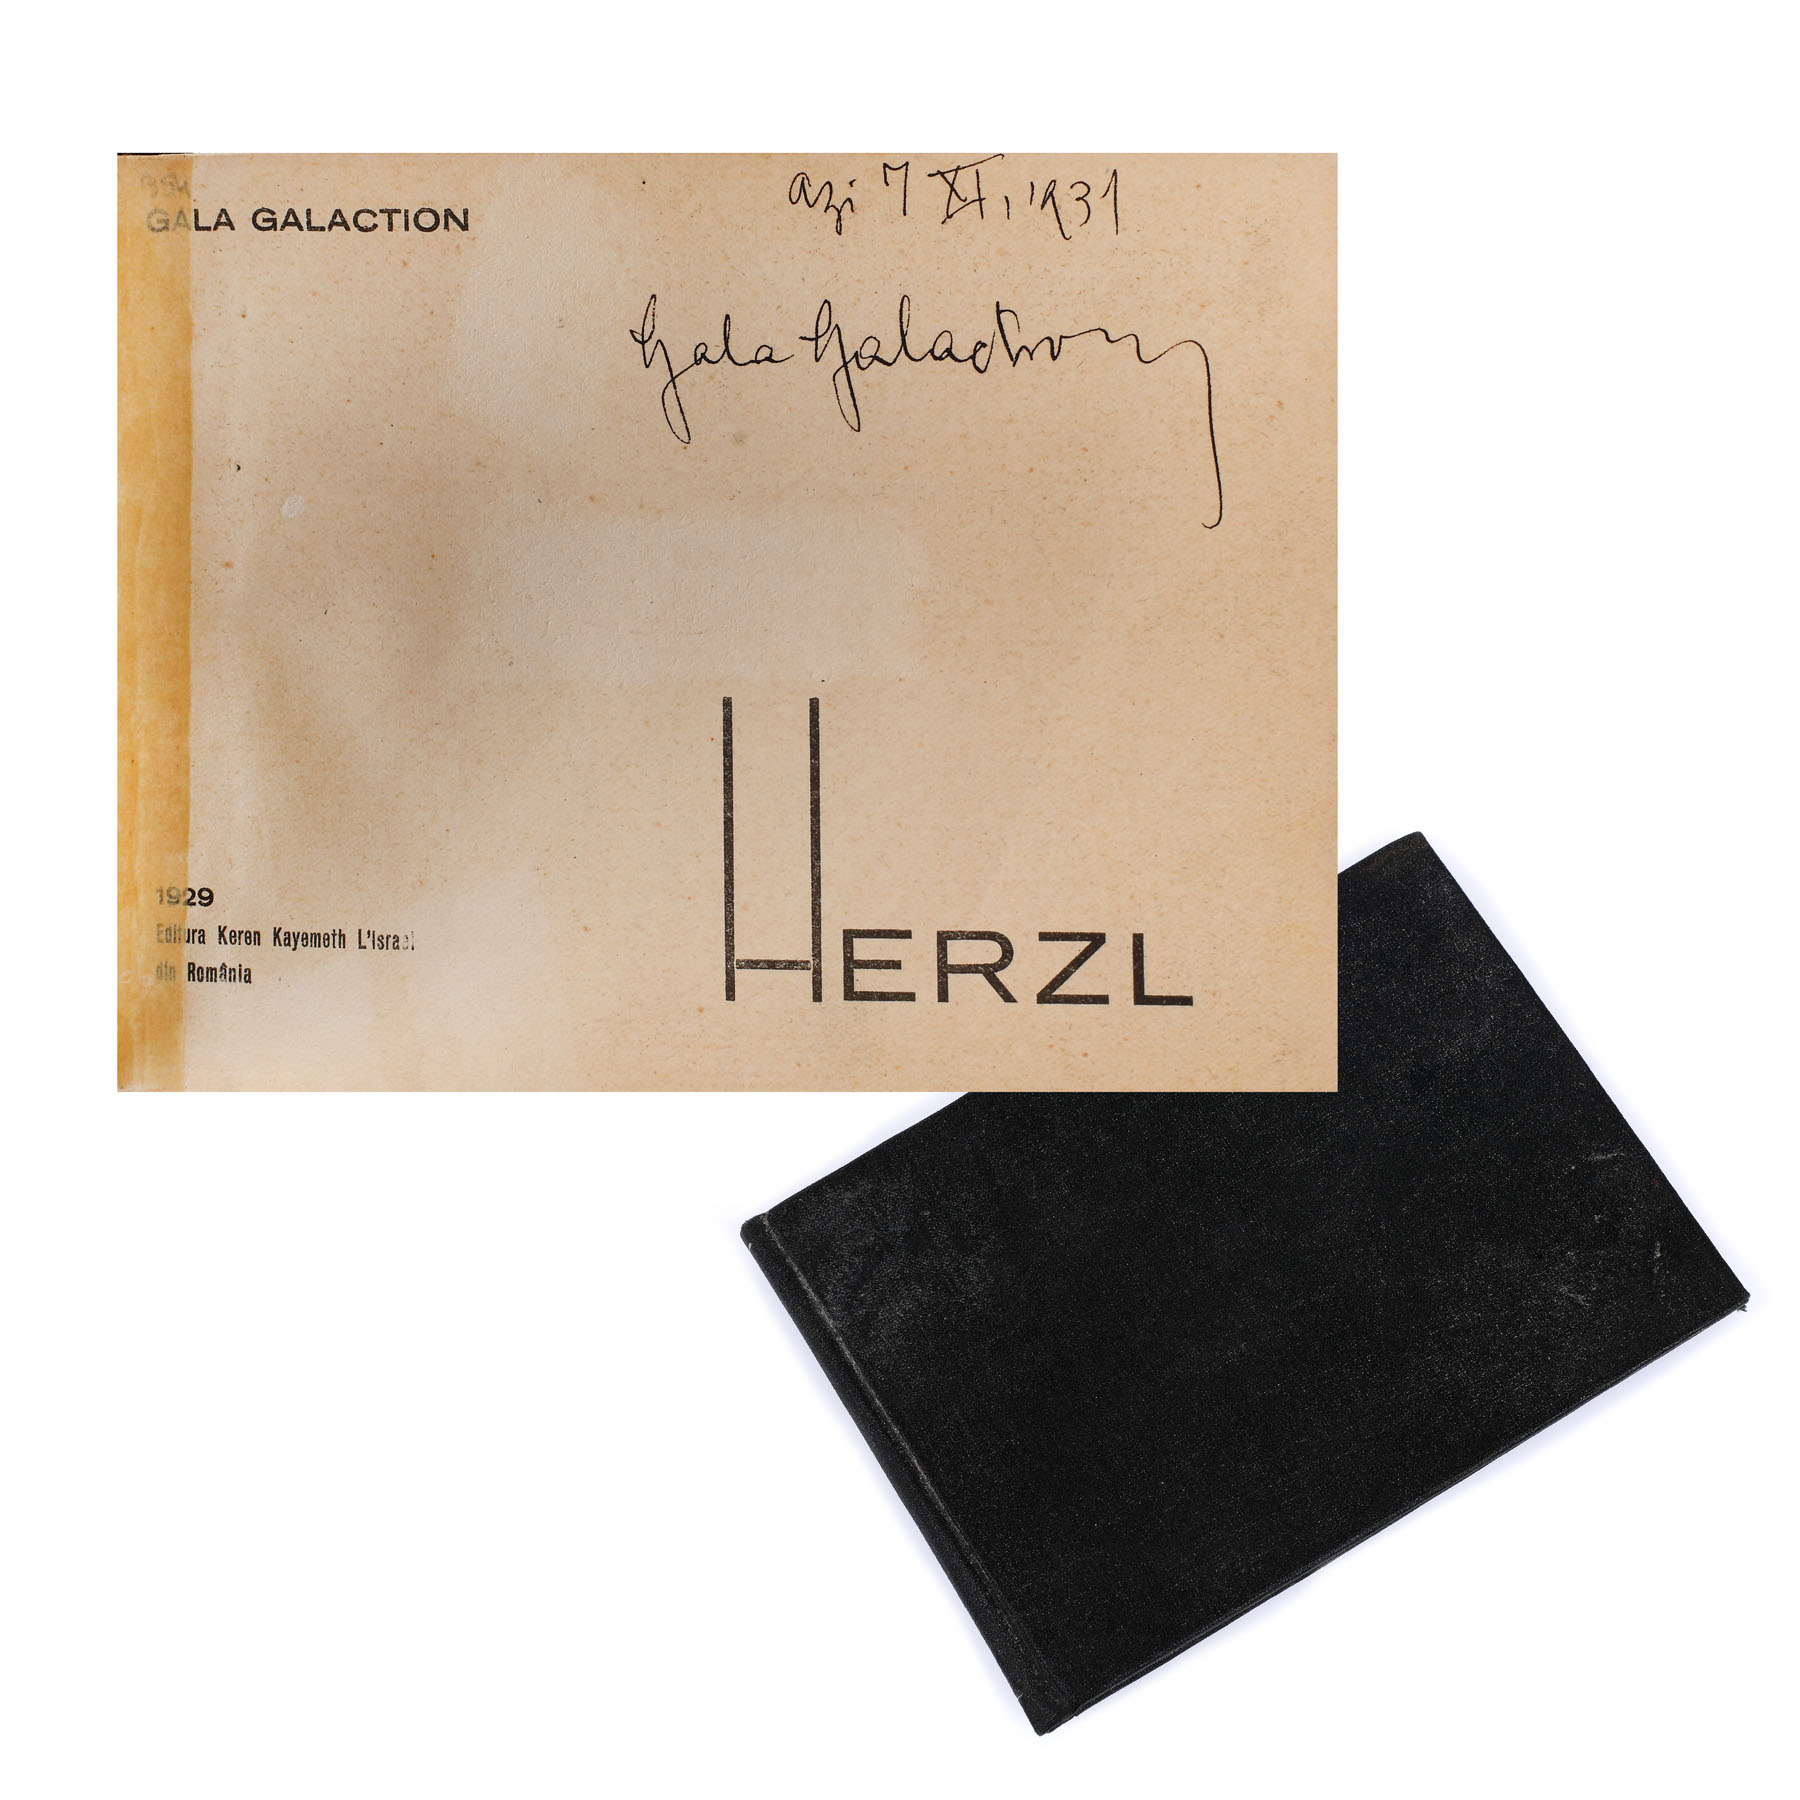 azi 7 XI, 1931
GALA GALACTION
Gala Galaction
HERZL
1929
Editura Keren Kayemeth L'Israel
din România